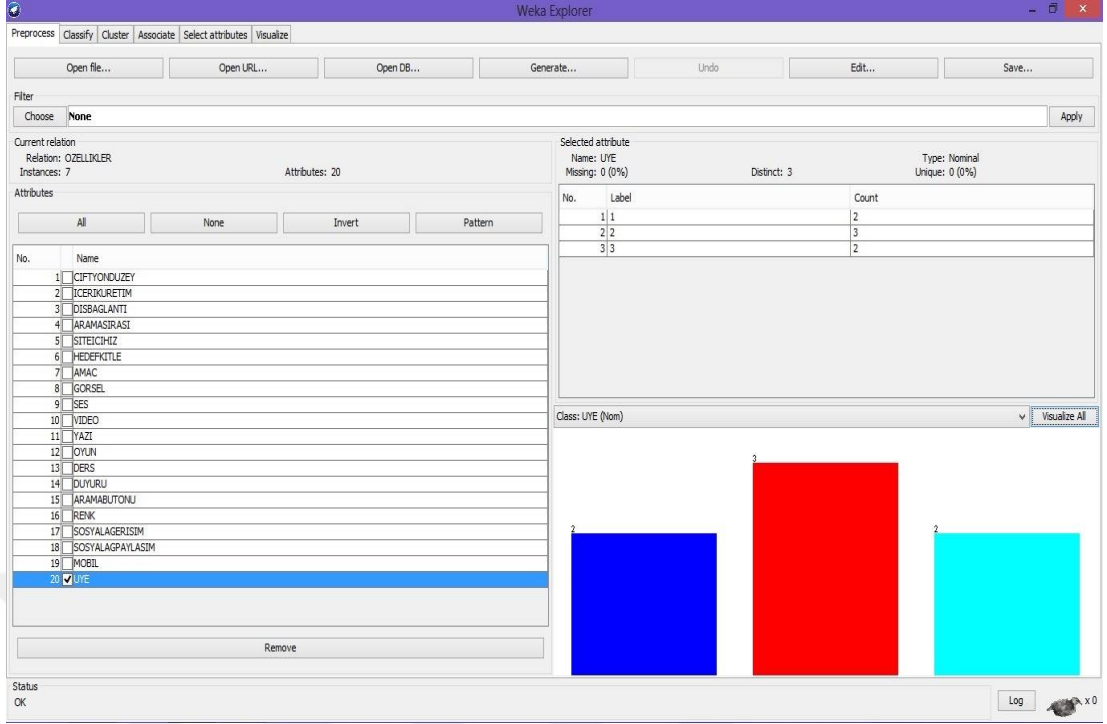 Weka Explorer
Preprocess Classify Cluster Associate Select attributes Visualize
Open file... Open URL... Open DB... Generate... Undo Edit... Save...
Filter
Choose None Apply
Current relation
Relation: OZELLIKLER
Instances: 7 Attributes: 20
Attributes
All None Invert Pattern
No. Name
1 CIFTYONDUZEY
2 ICERIKURETIM
3 DISBAGLANTI
4 ARAMASIRASI
5 SITEICIHIZ
6 HEDEFKITLE
7 AMAC
8 GORSEL
9 SES
10 VIDEO
11 YAZI
12 OYUN
13 DERS
14 DUYURU
15 ARAMABUTONU
16 RENK
17 SOSYALAGERISIM
18 SOSYALAGPAYLASIM
19 MOBIL
20 UYE
Remove
Selected attribute
Name: UYE Type: Nominal
Missing: 0 (0%) Distinct: 3 Unique: 0 (0%)
No. Label Count
1 1 2
2 2 3
3 3 2
Class: UYE (Nom) Visualize All
2 3 2
Status
OK Log x 0